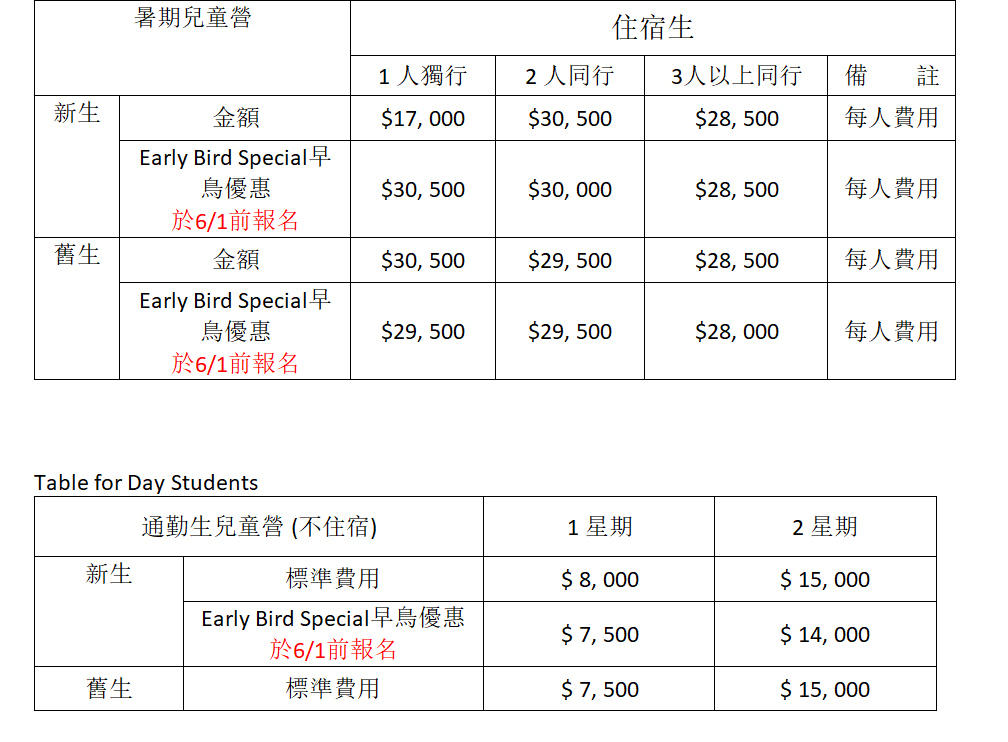 暑期兒童營 住宿生
1 人獨行 2 人同行 3人以上同行 備 註
新生 金額 $17, 000 $30, 500 $28, 500 每人費用
Early Bird Special早
鳥優惠 $30, 500 $30, 000 $28, 500 每人費用
於6/1前報名
舊生 金額 $30, 500 $29, 500 $28, 500 每人費用
Early Bird Special早
鳥優惠 $29, 500 $29, 500 $28, 000 每人費用
於6/1前報名
Table for Day Students
通勤生兒童營 (不住宿) 1 星期 2 星期
新生 標準費用 $ 8, 000 $ 15, 000
Early Bird Special早鳥優惠 $ 7, 500 $ 14, 000
於6/1前報名
舊生 標準費用 $ 7, 500 $ 15, 000